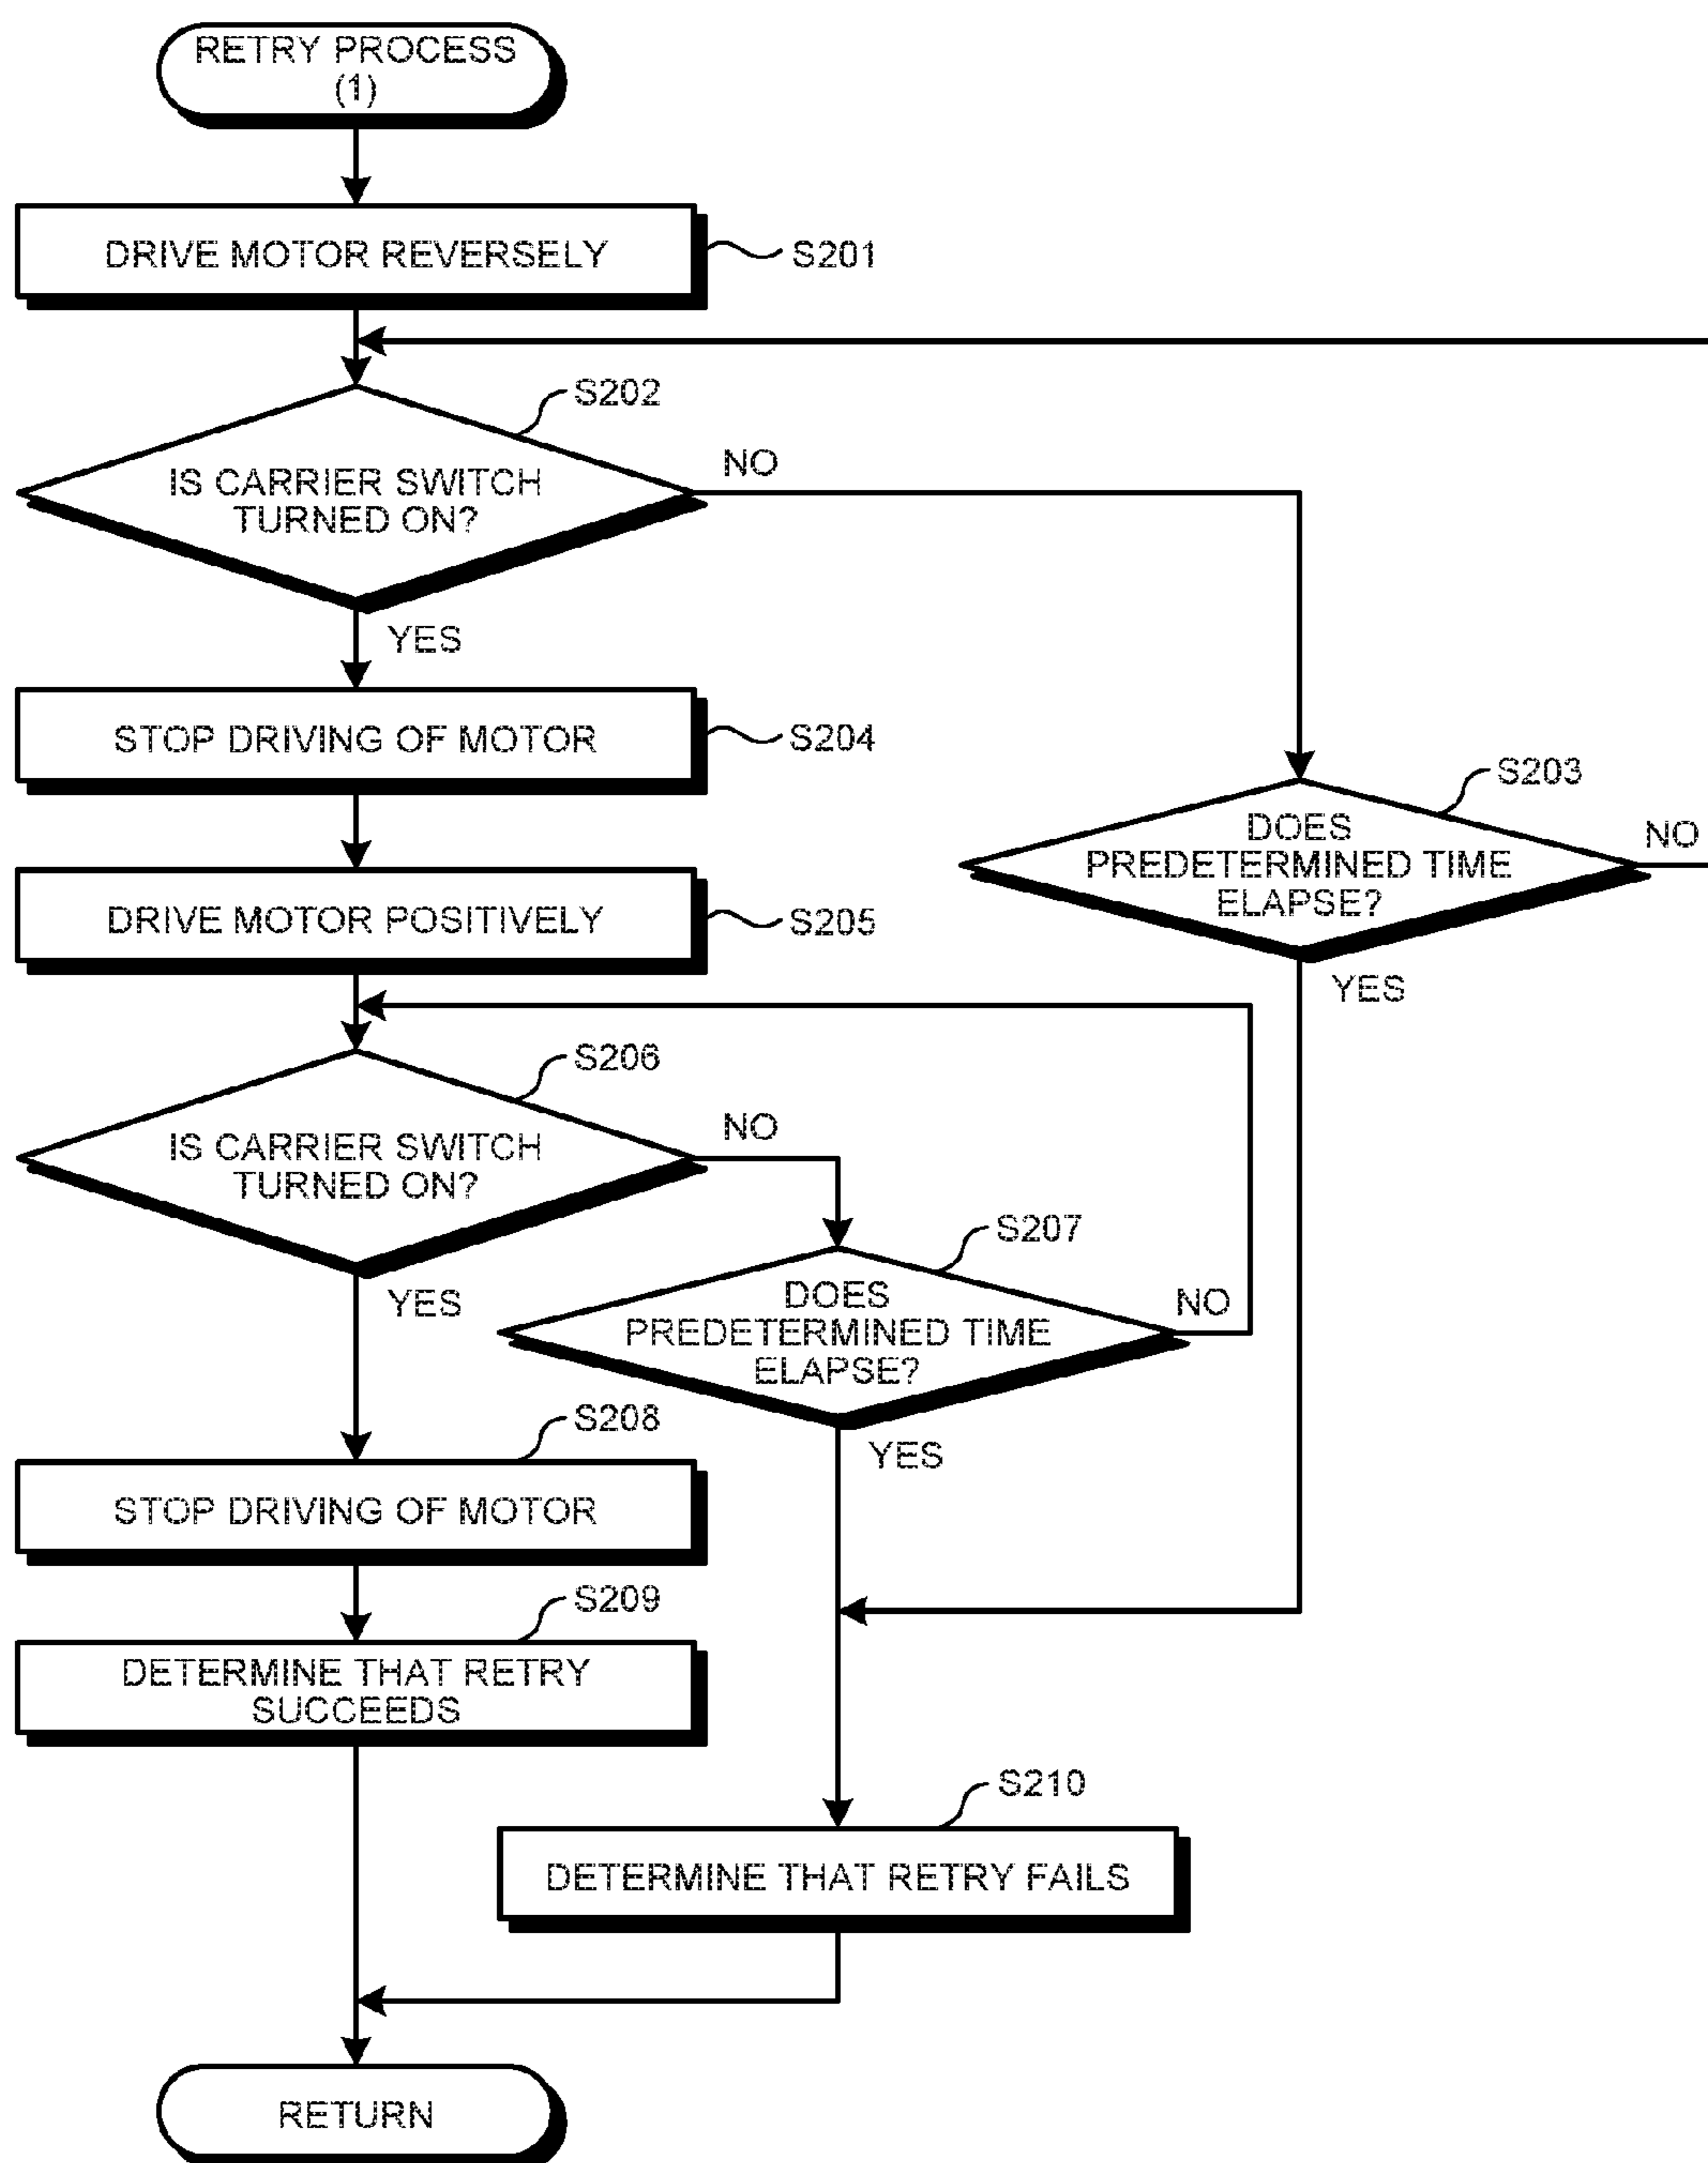 RETRY PROCESS
(1)
DRIVE MOTOR REVERSELY
S201
S202
IS CARRIER SWITCH
TURNED ON?
NO
YES
STOP DRIVING OF MOTOR
S204
S203
DOES
PREDETERMINED TIME
ELAPSE?
NO
YES
DRIVE MOTOR POSITIVELY
S205
S206
IS CARRIER SWITCH
TURNED ON?
NO
YES
S207
DOES
PREDETERMINED TIME
ELAPSE?
NO
YES
S208
STOP DRIVING OF MOTOR
S209
DETERMINE THAT RETRY
SUCCEEDS
S210
DETERMINE THAT RETRY FAILS
RETURN